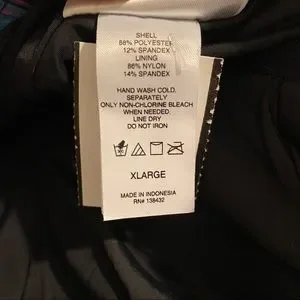 SHELL
88% POLYESTER
12% SPANDEX
LINING
86% NYLON
14% SPANDEX
HAND WASH COLD,
SEPARATELY
ONLY NON-CHLORINE BLEACH
WHEN NEEDED.
LINE DRY
DO NOT IRON
XLARGE
MADE IN INDONESIA
RN# 138432